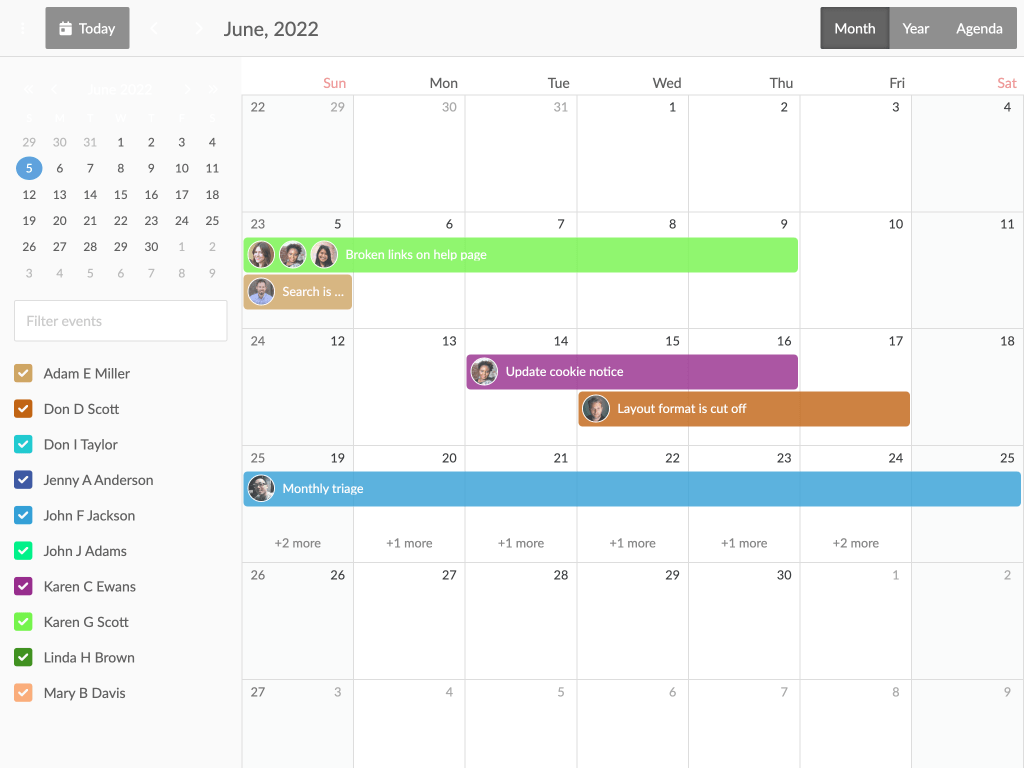 Today
June, 2022
Month Year Agenda
June 2022
Sun Mon Tue Wed Thu Fri Sat
22 29 30 31 1 2 3 4
29 30 31 1 2 3 4
5 6 7 8 9 10 11
12 13 14 15 16 17 18
19 20 21 22 23 24 25
26 27 28 29 30 1 2
3 4 5 6 7 8 9
Filter events
Adam E Miller
Don D Scott
Don I Taylor
Jenny A Anderson
John F Jackson
John J Adams
Karen C Ewans
Karen G Scott
Linda H Brown
Mary B Davis
23 5 6 7 8 9 10 11
Broken links on help page
Search is ...
24 12 13 14 15 16 17 18
Update cookie notice
Layout format is cut off
25 19 20 21 22 23 24 25
Monthly triage
+2 more +1 more +1 more +1 more +1 more +2 more
26 26 27 28 29 30 1 2
27 3 4 5 6 7 8 9